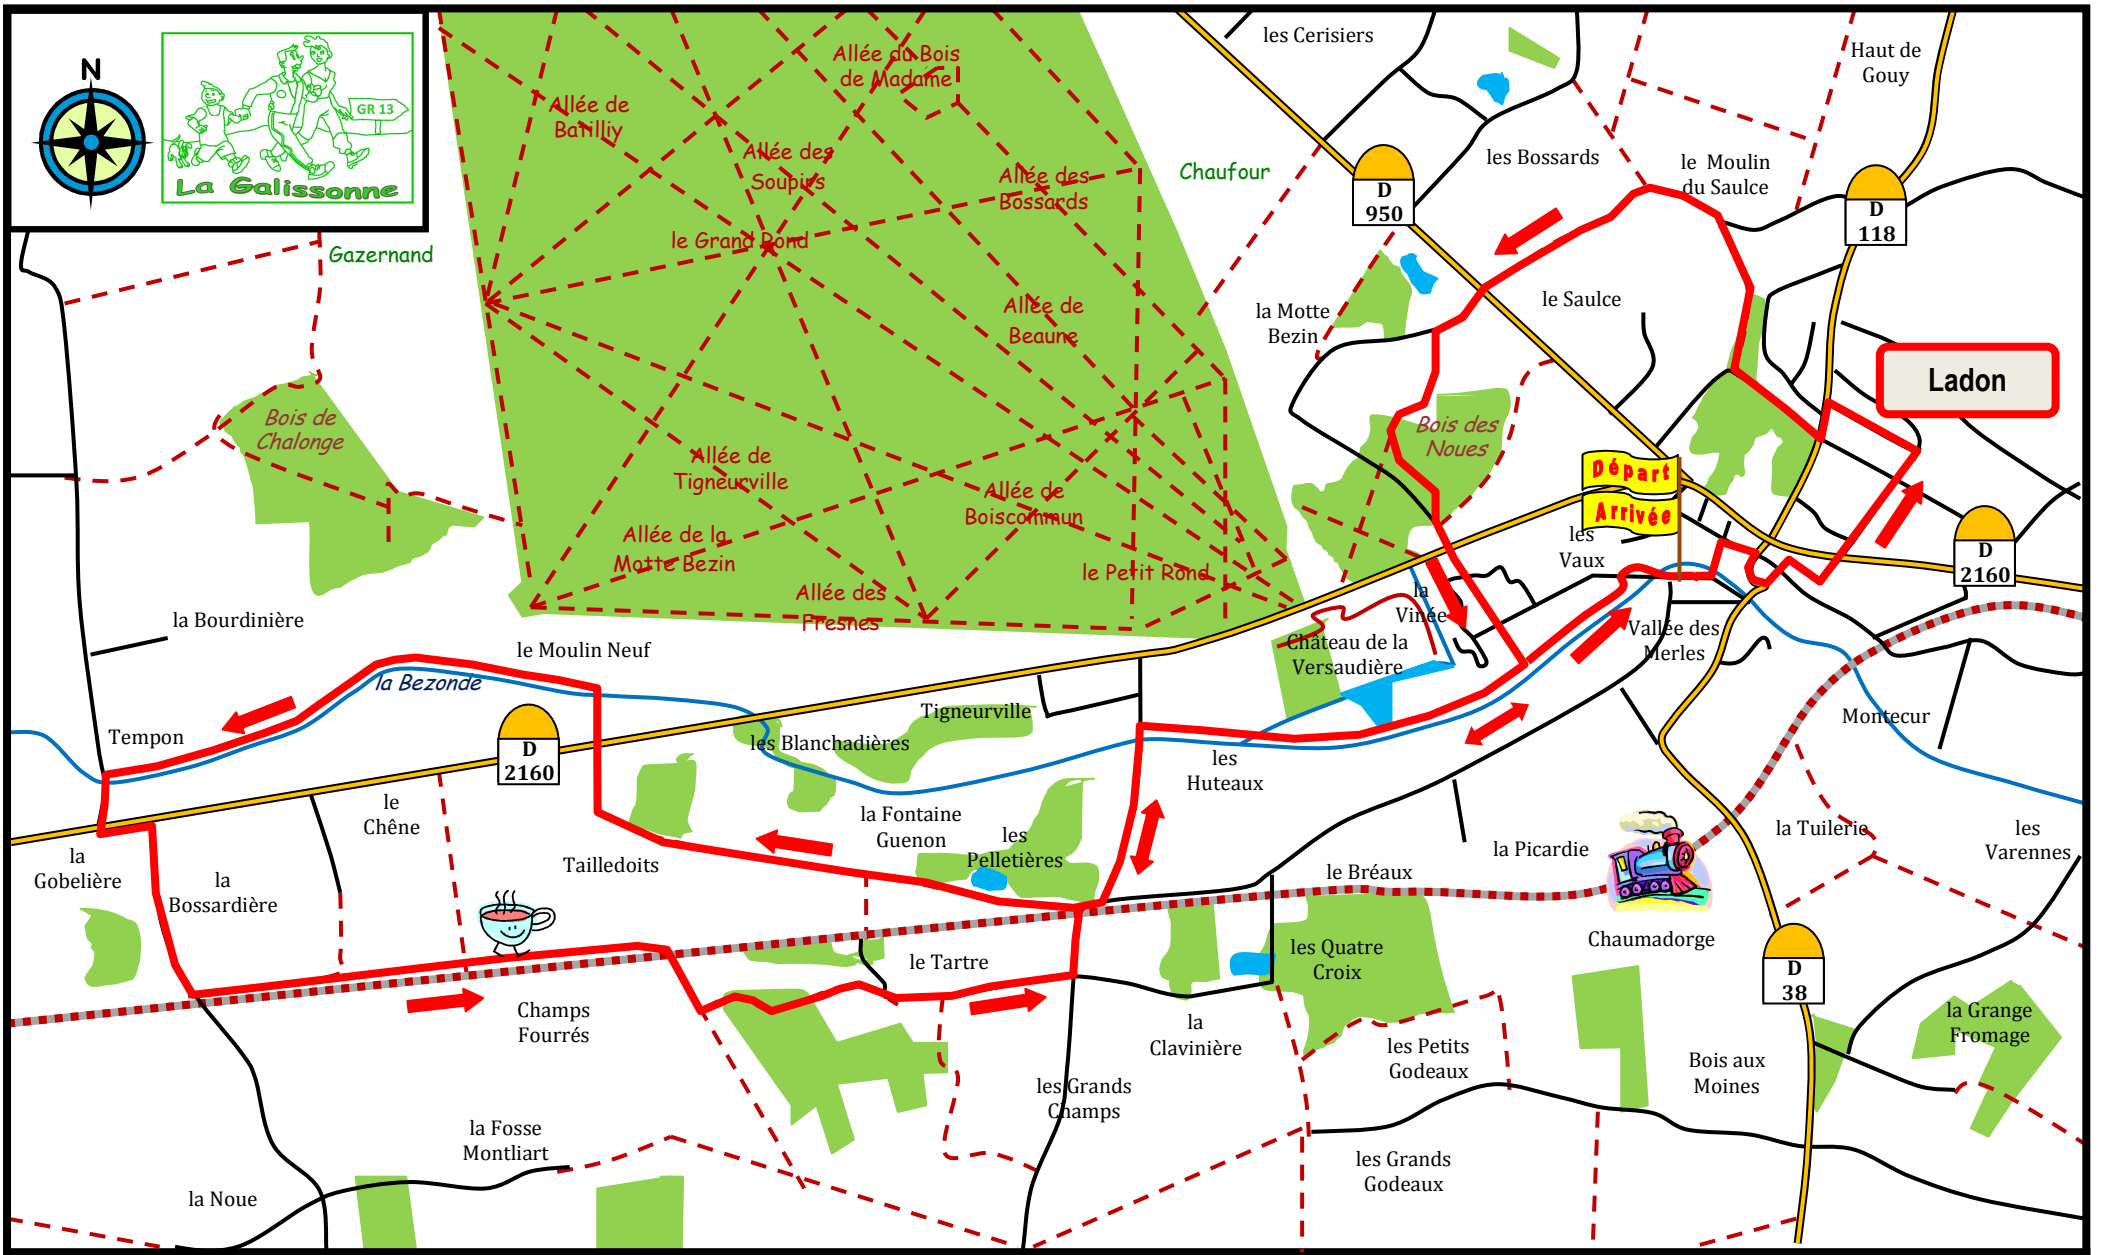 N
GR 13
La Galissonne
Gazernand
Allée de
Batilliy
Allée du Bois
de Madame
Allée des
Soupirs
Allée des
Bossards
le Grand Rond
Allée de
Beaune
Allée de
Tigneurville
Allée de
Boiscommun
Allée de la
Motte Bezin
le Petit Rond
Allée des
Fresnes
Chaufour
les Cerisiers
Haut de
Gouy
les Bossards
le Moulin
du Saulce
D
950
D
118
la Motte
Bezin
le Saulce
Ladon
Bois de
Chalonge
Bois des
Noues
Départ
Arrivée
les
Vaux
D
2160
la
Vinée
Château de la
Versaudière
Vallée des
Merles
la Bourdinière
le Moulin Neuf
la Bezonde
Tempon
D
2160
Tigneurville
les Blanchadières
les
Huteaux
Montecur
le
Chêne
la Fontaine
Guenon
les
Pelletières
la Tuilerie
les
Varennes
la
Gobelière
la
Bossardière
Tailledoits
le Bréaux
la Picardie
Chaumadorge
le Tartre
les Quatre
Croix
D
38
Champs
Fourrés
la
Clavinière
les Petits
Godeaux
la Grange
Fromage
Bois aux
Moines
les Grands
Champs
la Fosse
Montliart
les Grands
Godeaux
la Noue